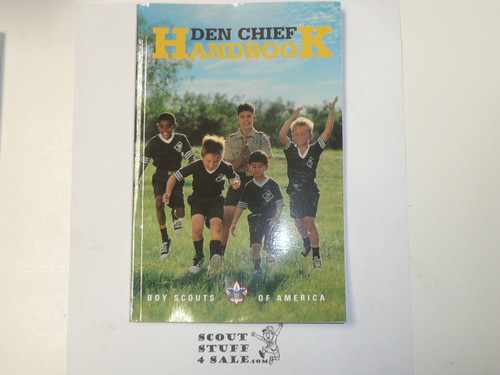 DEN CHIEF
HANDBOOK
BOY SCOUTS OF AMERICA
SCOUT
STUFF
4 SALE.COM